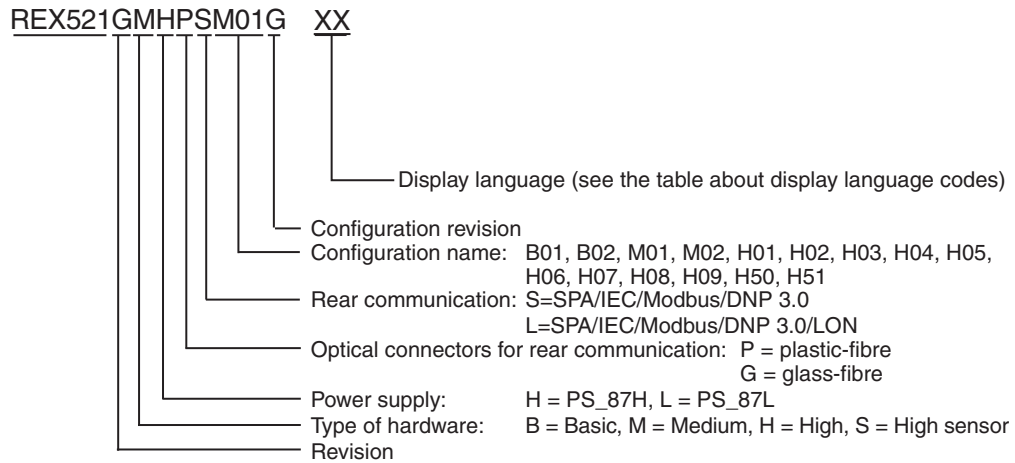 REX521GMHPSM01G XX
Display language (see the table about display language codes)
Configuration revision
Configuration name: B01, B02, M01, M02, H01, H02, H03, H04, H05,
H06, H07, H08, H09, H50, H51
Rear communication: S=SPA/IEC/Modbus/DNP 3.0
L=SPA/IEC/Modbus/DNP 3.0/LON
Optical connectors for rear communication: P = plastic-fibre
G = glass-fibre
Power supply: H = PS_87H, L = PS_87L
Type of hardware: B = Basic, M = Medium, H = High, S = High sensor
Revision